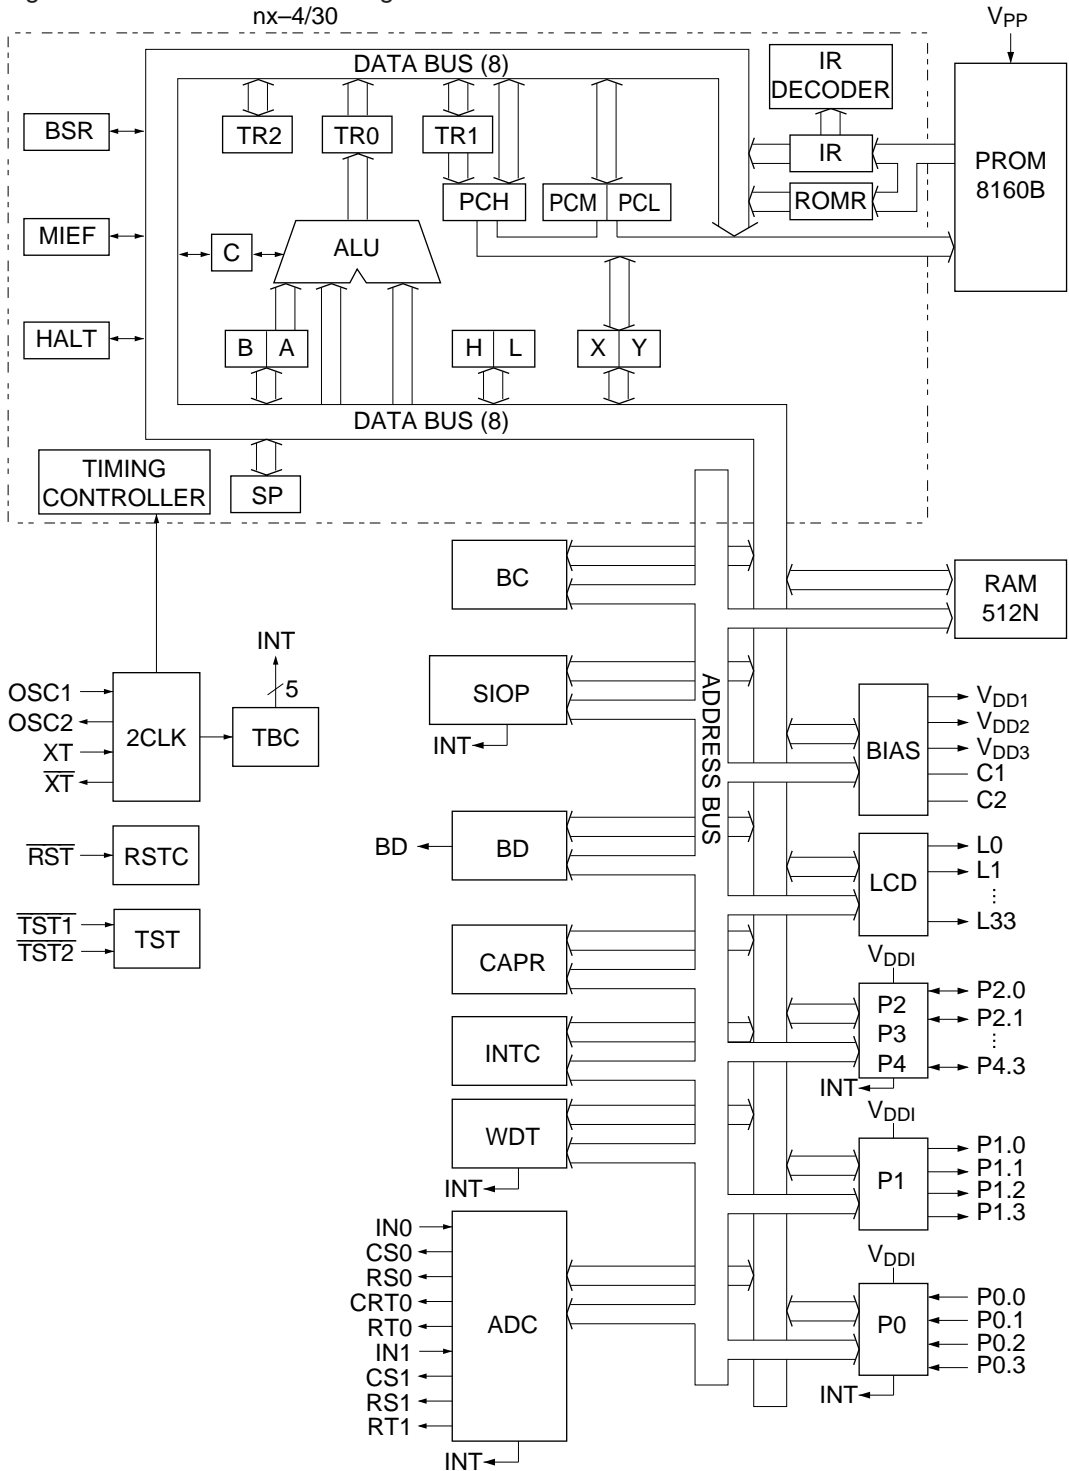 nx–4/30
VPP
DATA BUS (8)
IR
DECODER
BSR
TR2
TR0
TR1
IR
PROM
8160B
PCH
PCM
PCL
ROMR
MIEF
C
ALU
HALT
B
A
H
L
X
Y
DATA BUS (8)
TIMING
CONTROLLER
SP
BC
RAM
512N
INT
5
OSC1
OSC2
XT
XT
2CLK
TBC
SIOP
INT
ADDRESS BUS
BIAS
VDD1
VDD2
VDD3
C1
C2
RST
RSTC
BD
BD
LCD
L0
L1
⋮
L33
TST1
TST2
TST
CAPR
VDDI
P2
P3
P4
P2.0
P2.1
⋮
P4.3
INT
INTC
WDT
INT
VDDI
P1
P1.0
P1.1
P1.2
P1.3
IN0
CS0
RS0
CRT0
RT0
IN1
CS1
RS1
RT1
ADC
INT
VDDI
P0
P0.0
P0.1
P0.2
P0.3
INT